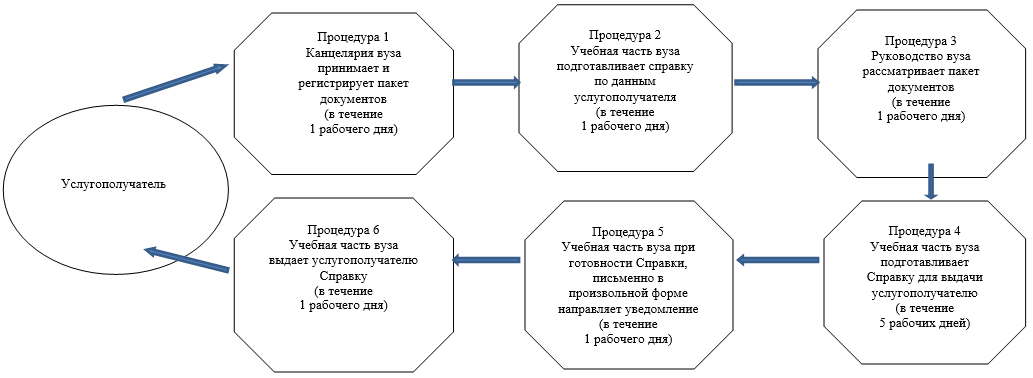 Услугополучатель
Процедура 1
Канцелярия вуза
принимает и
регистрирует пакет
документов
(в течение
1 рабочего дня)
Процедура 2
Учебная часть вуза
подготавливает справку
по данным
услугополучателя
(в течение
1 рабочего дня)
Процедура 3
Руководство вуза
рассматривает пакет
документов
(в течение
1 рабочего дня)
Процедура 4
Учебная часть вуза
подготавливает
Справку для выдачи
услугополучателю
(в течение
5 рабочих дней)
Процедура 5
Учебная часть вуза при
готовности Справки,
письменно в
произвольной форме
направляет уведомление
(в течение
1 рабочего дня)
Процедура 6
Учебная часть вуза
выдает услугополучателю
Справку
(в течение
1 рабочего дня)